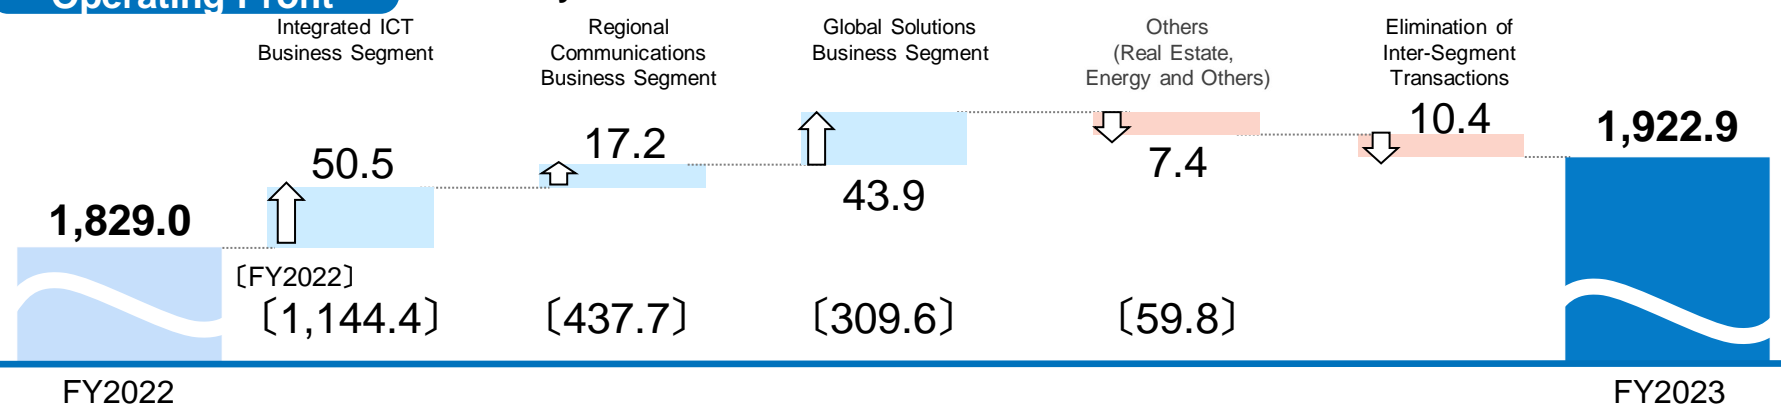 Operating Profit
Integrated ICT
Business Segment
Regional
Communications
Business Segment
Global Solutions
Business Segment
Others
(Real Estate,
Energy and Others)
Elimination of
Inter-Segment
Transactions
1,829.0
50.5
17.2
43.9
7.4
10.4
1,922.9
〔FY2022〕
〔1,144.4〕
〔437.7〕
〔309.6〕
〔59.8〕
FY2022
FY2023